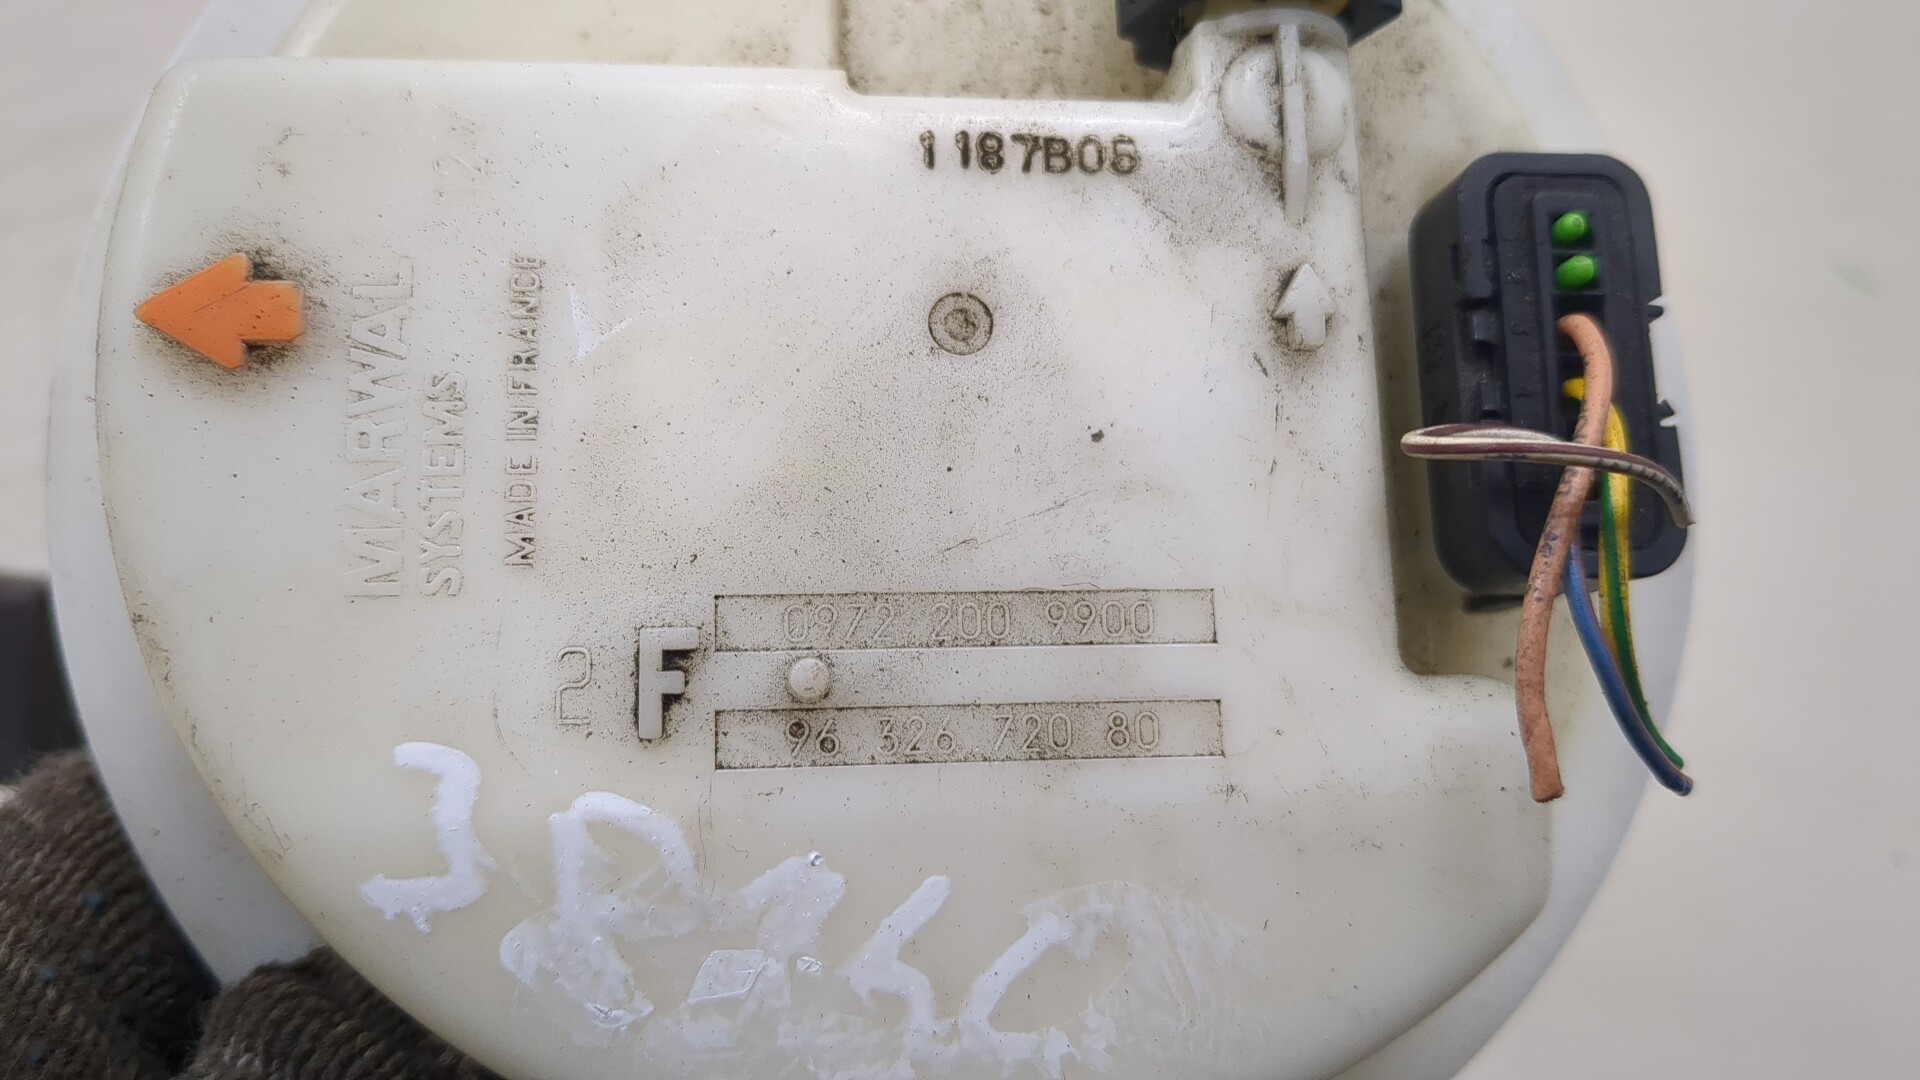 1187B06
MARWAL
SYSTEMS
MADE IN FRANCE
2
F
0972 200 9900
96 326 720 80